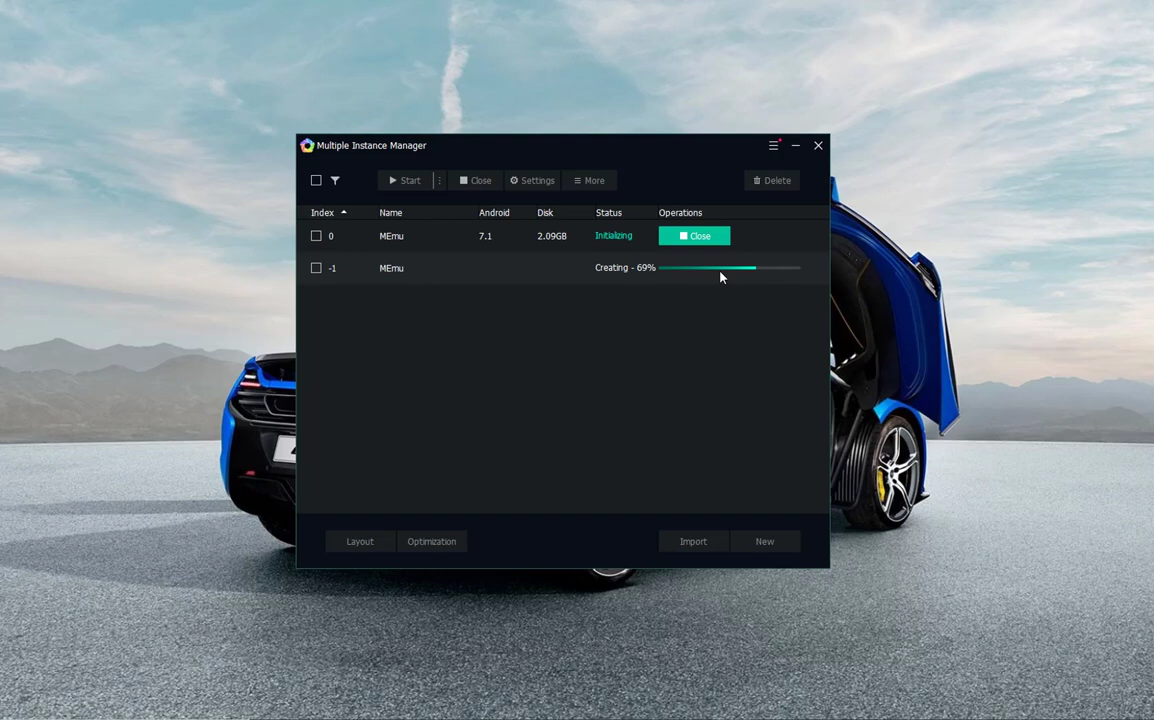 Multiple Instance Manager
Start Close Settings More Delete
Index Name Android Disk Status Operations
0 MEmu 7.1 2.09GB Initializing Close
-1 MEmu Creating - 69%
Layout Optimization Import New